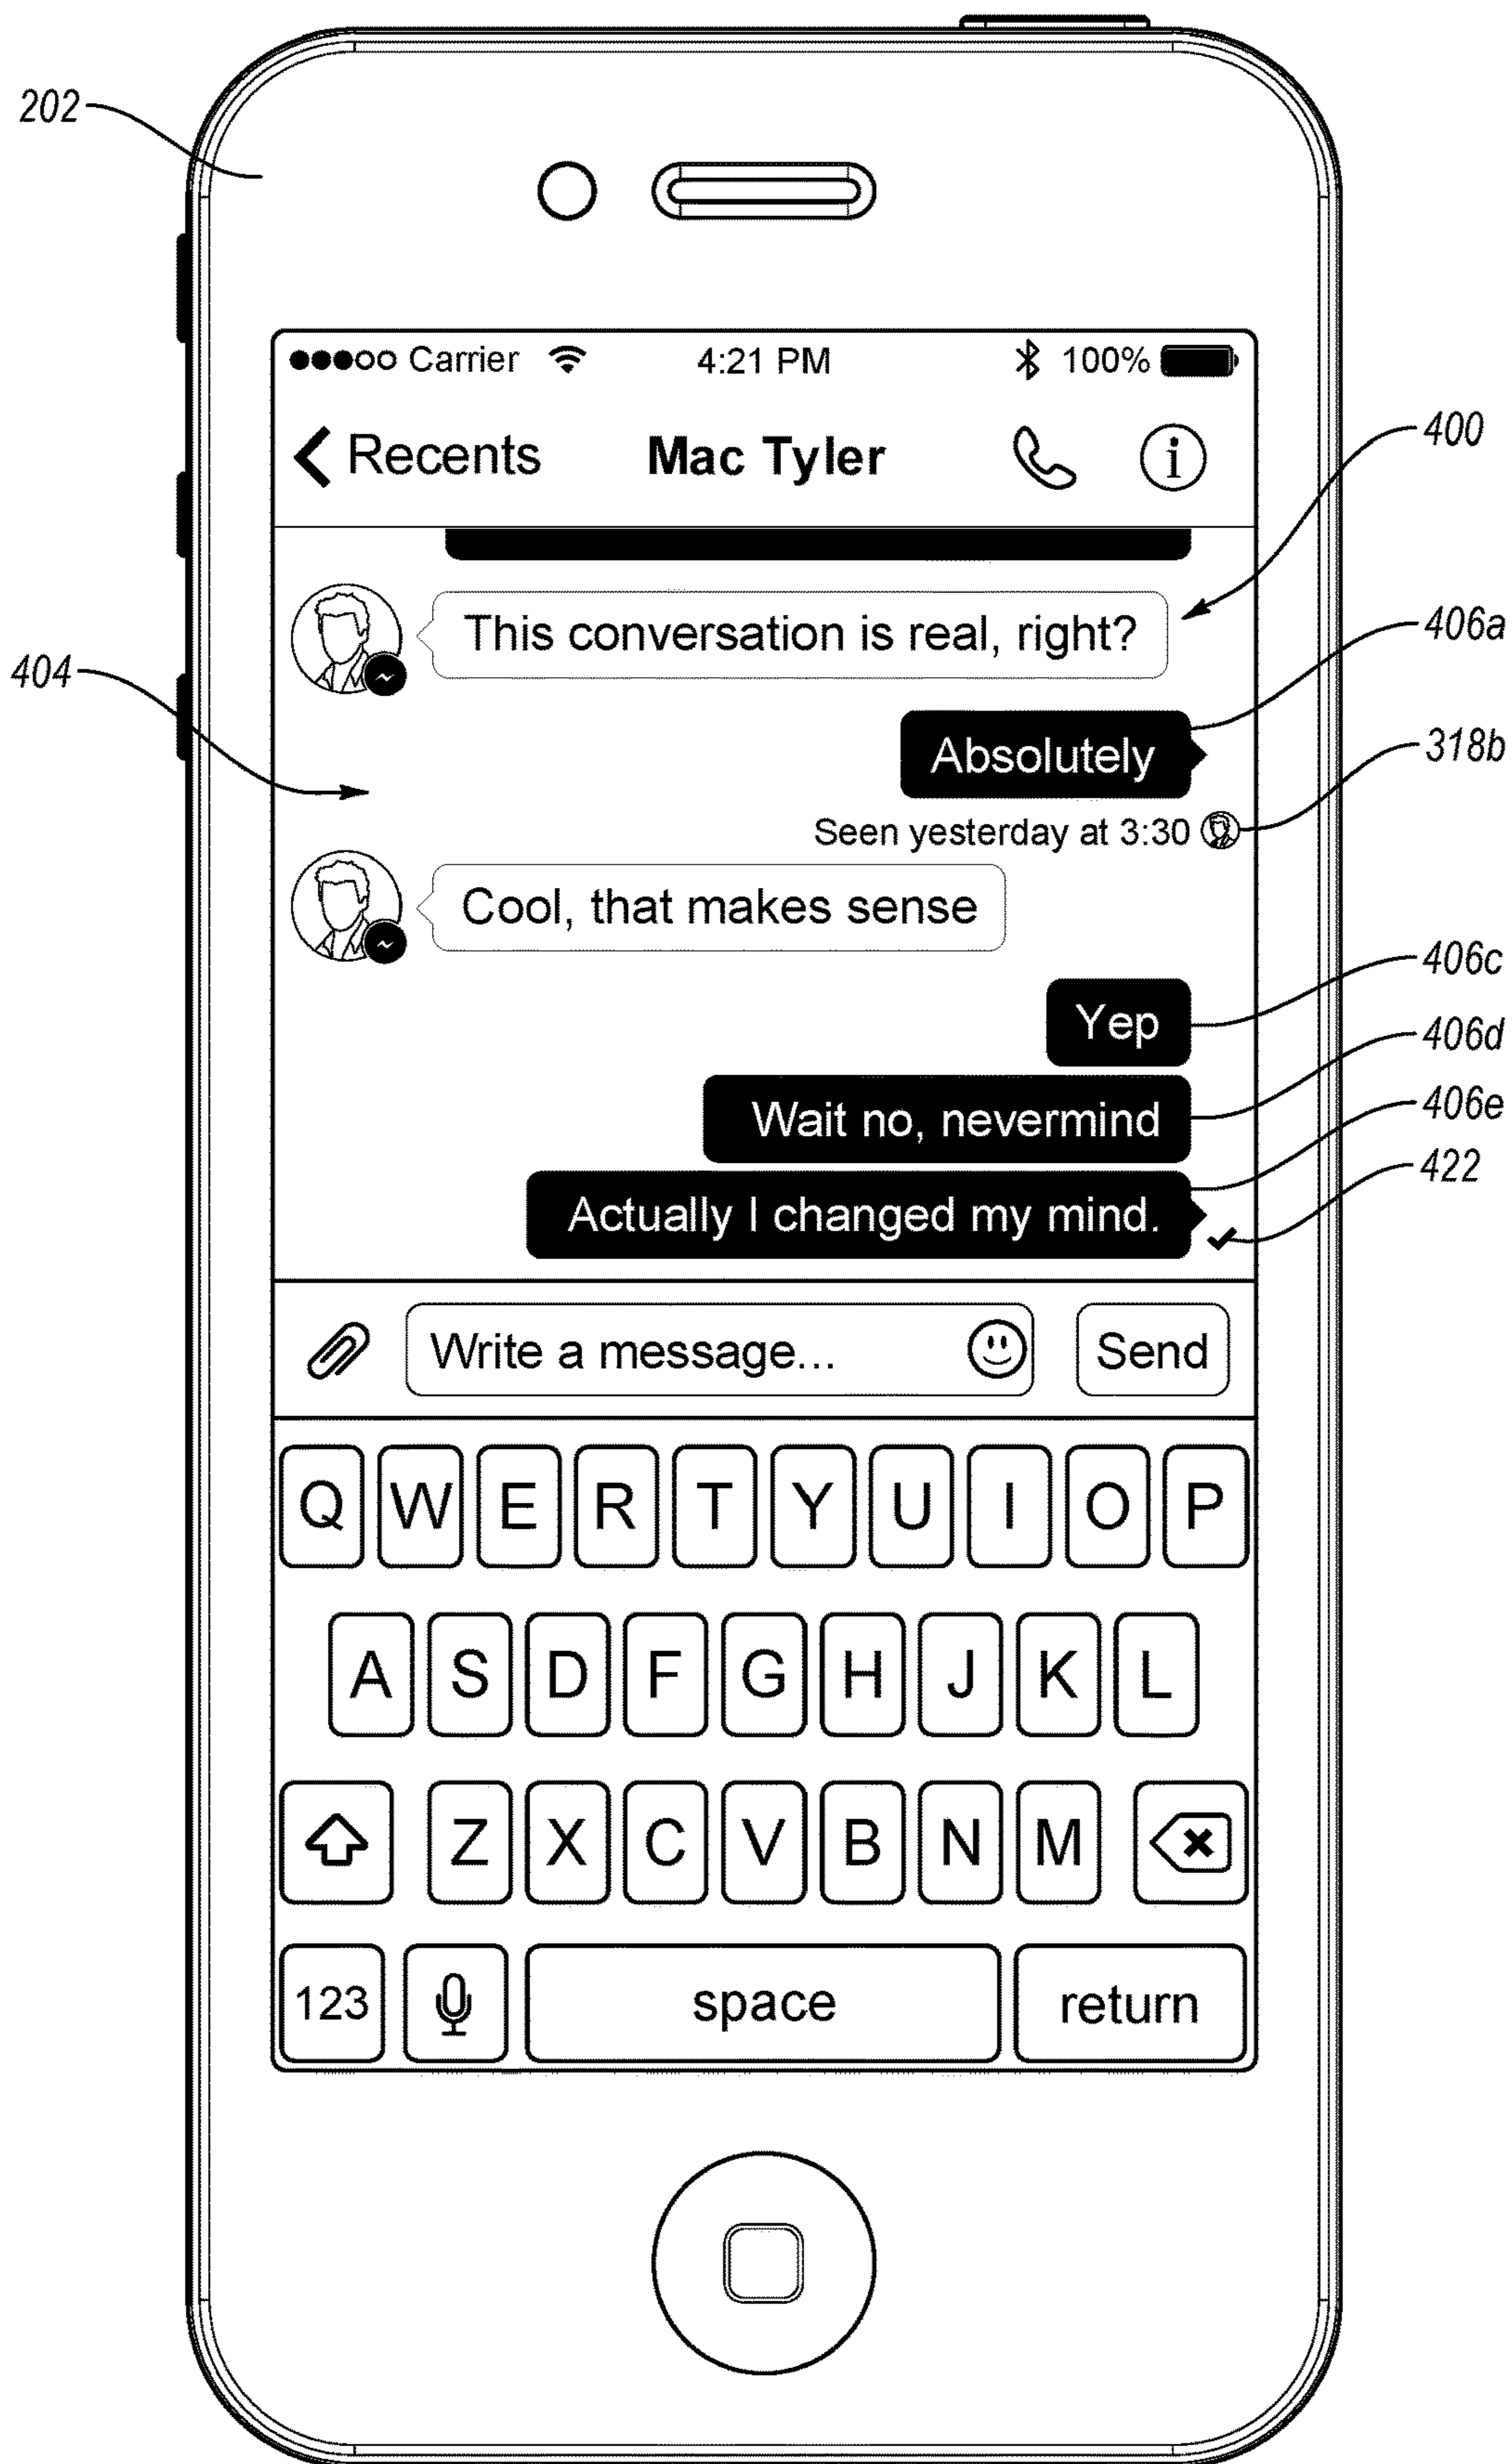 202
Carrier 4:21 PM 100%
Recents Mac Tyler i
400
This conversation is real, right?
406a
404
Absolutely
318b
Seen yesterday at 3:30
Cool, that makes sense
406c
Yep
406d
Wait no, nevermind
406e
Actually I changed my mind.
422
Write a message... Send
Q W E R T Y U I O P
A S D F G H J K L
Z X C V B N M
123 space return